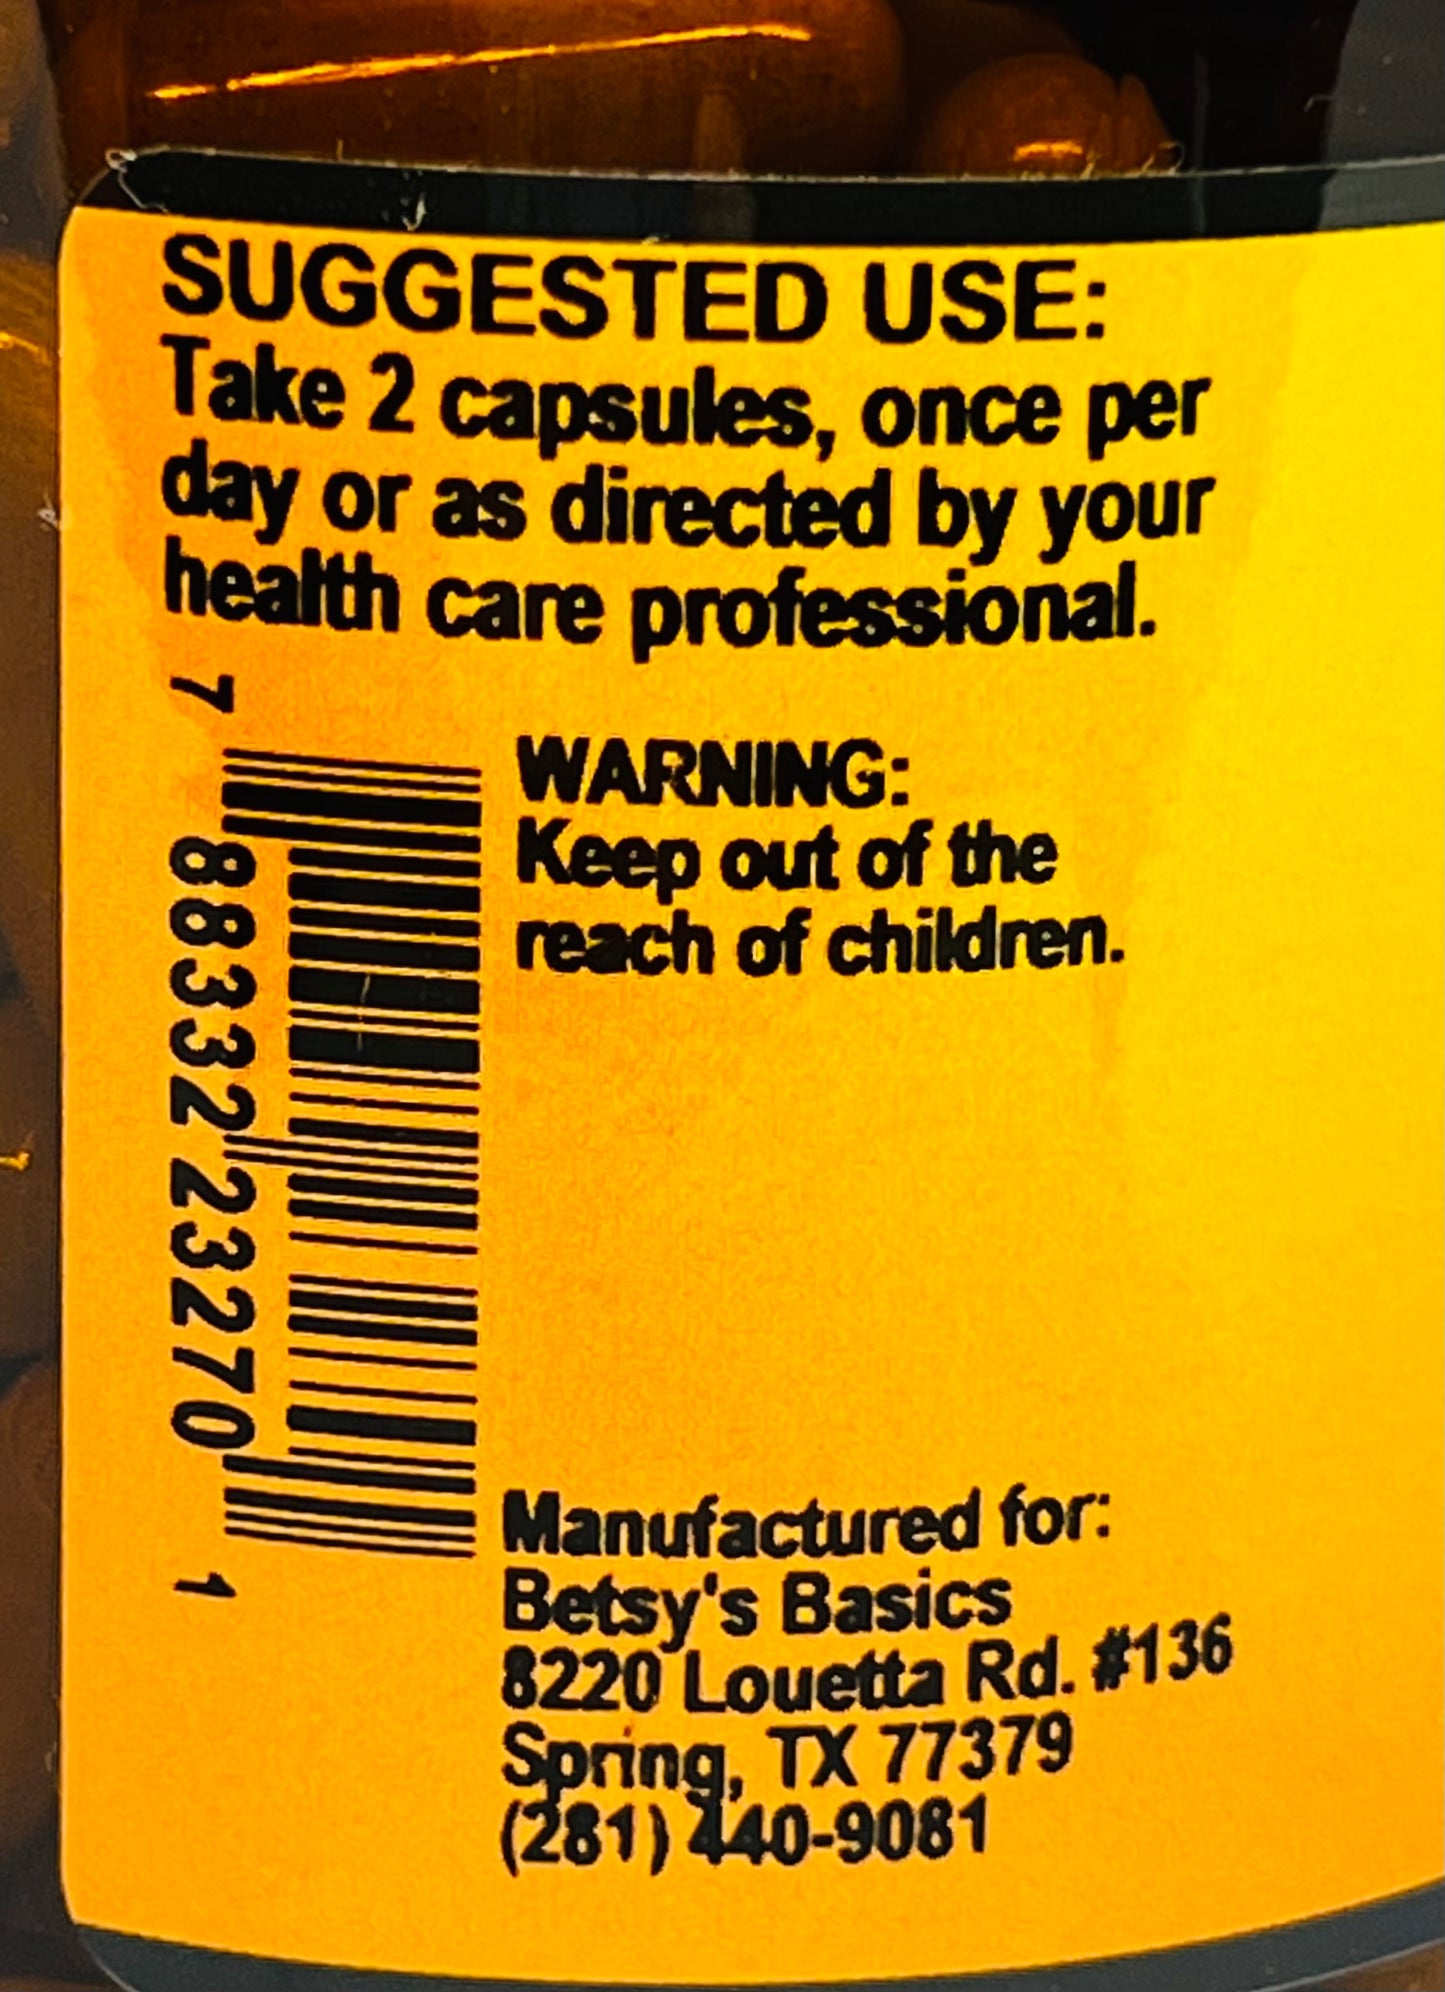 SUGGESTED USE:
Take 2 capsules, once per
day or as directed by your
health care professional.
7 88332 23270 1
WARNING:
Keep out of the
reach of children.
Manufactured for:
Betsy's Basics
8220 Louetta Rd. #136
Spring, TX 77379
(281) 440-9081